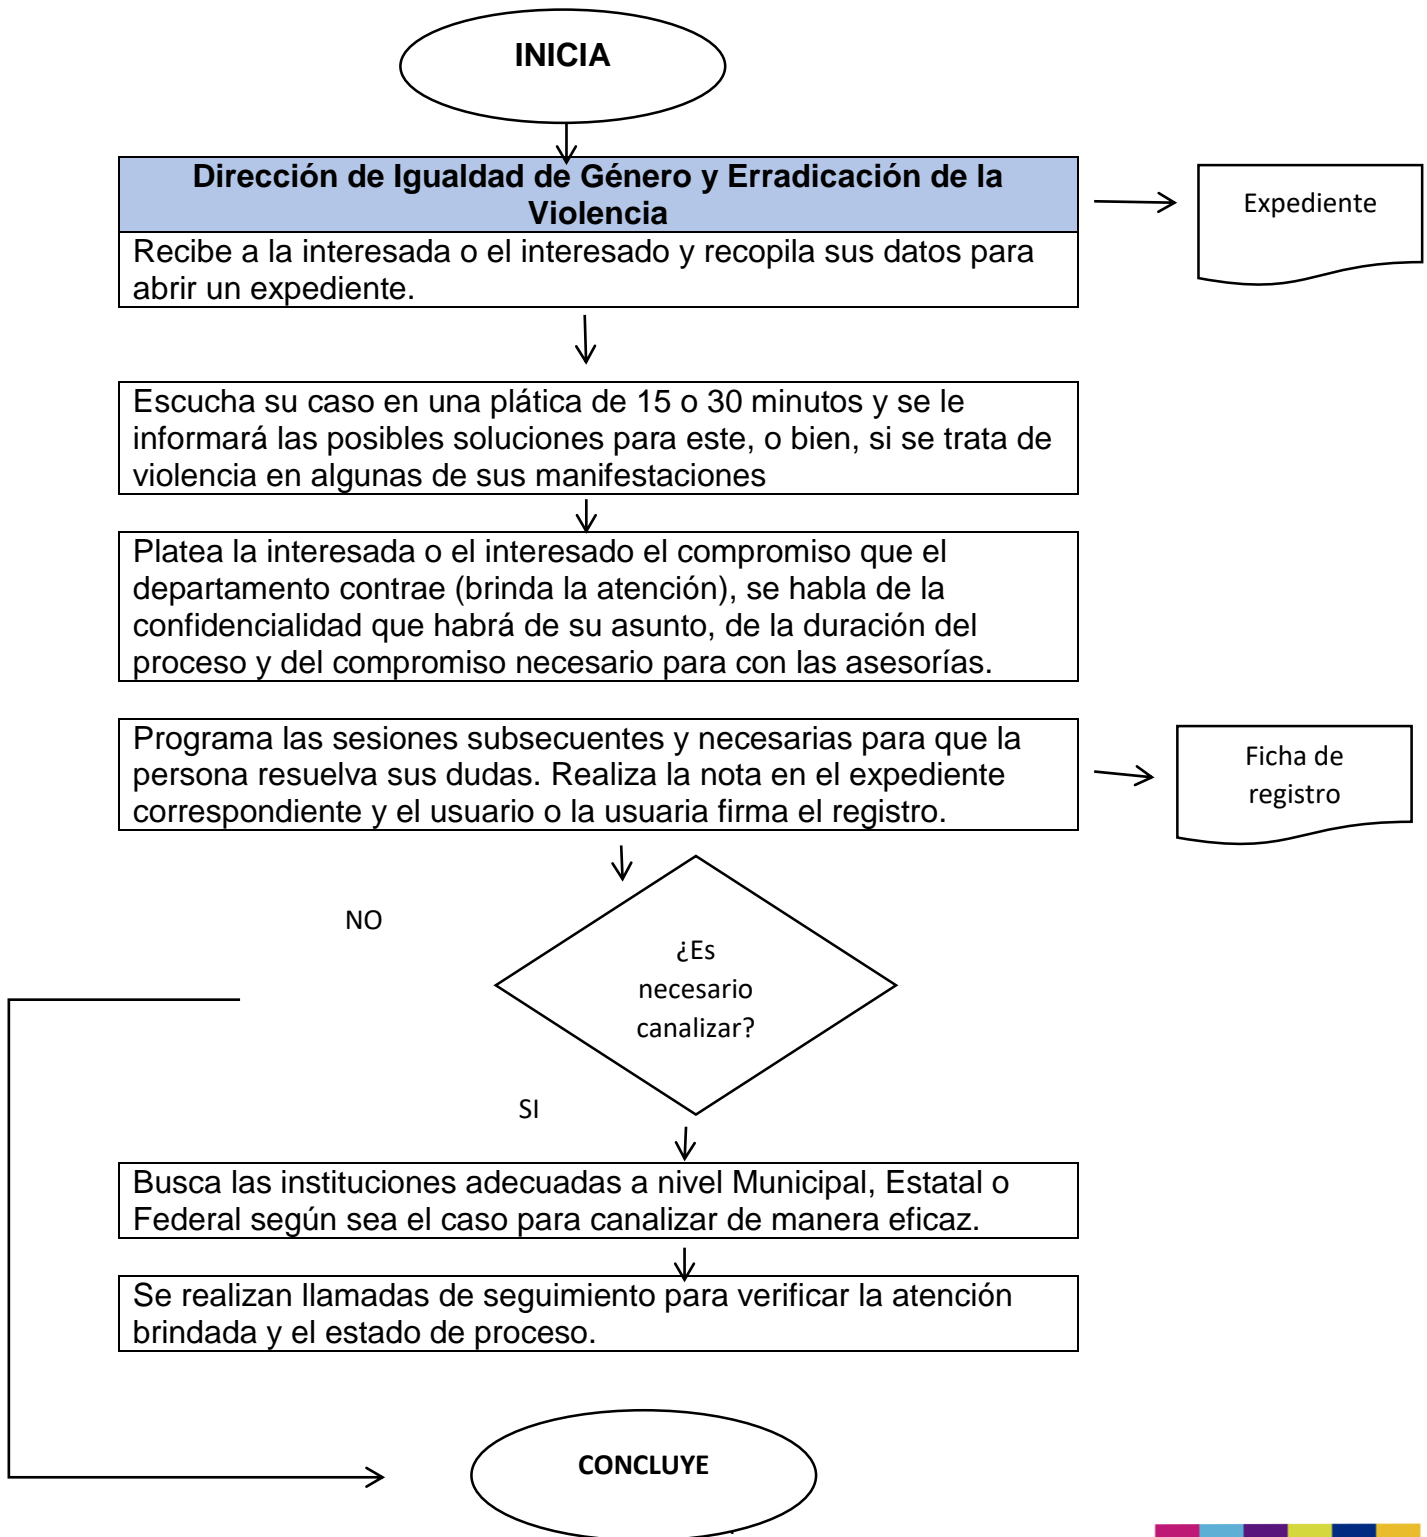 INICIA
Dirección de Igualdad de Género y Erradicación de la
Violencia
Expediente
Recibe a la interesada o el interesado y recopila sus datos para
abrir un expediente.
Escucha su caso en una plática de 15 o 30 minutos y se le
informará las posibles soluciones para este, o bien, si se trata de
violencia en algunas de sus manifestaciones
Platea la interesada o el interesado el compromiso que el
departamento contrae (brinda la atención), se habla de la
confidencialidad que habrá de su asunto, de la duración del
proceso y del compromiso necesario para con las asesorías.
Programa las sesiones subsecuentes y necesarias para que la
persona resuelva sus dudas. Realiza la nota en el expediente
correspondiente y el usuario o la usuaria firma el registro.
Ficha de
registro
NO
¿Es
necesario
canalizar?
SI
Busca las instituciones adecuadas a nivel Municipal, Estatal o
Federal según sea el caso para canalizar de manera eficaz.
Se realizan llamadas de seguimiento para verificar la atención
brindada y el estado de proceso.
CONCLUYE